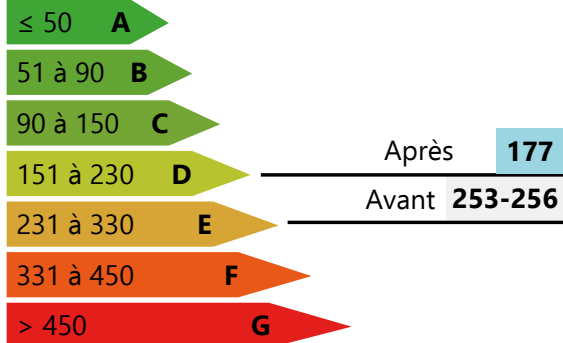 ≤ 50 A
51 à 90 B
90 à 150 C
Après 177
151 à 230 D
Avant 253-256
231 à 330 E
331 à 450 F
> 450 G